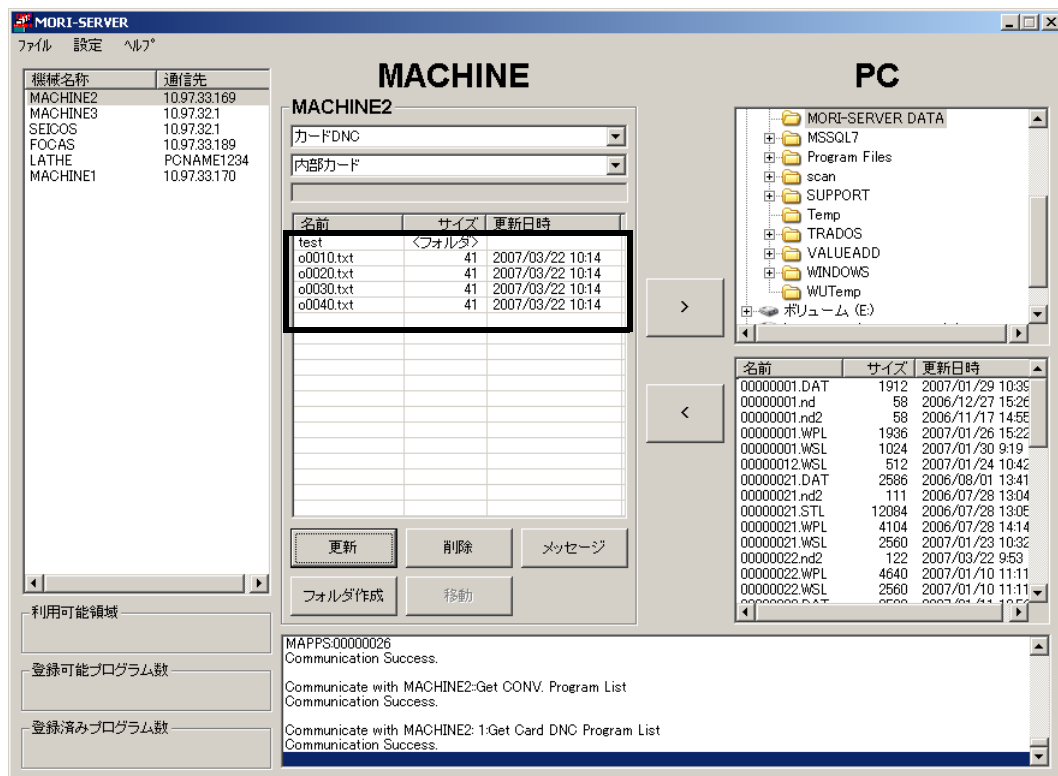 MORI-SERVER
ファイル 設定 ヘルプ
機械名称 通信先
MACHINE2 10.97.33.169
MACHINE3 10.97.32.1
SEICOS 10.97.32.1
FOCAS 10.97.33.189
LATHE PCNAME1234
MACHINE1 10.97.33.170
利用可能領域
登録可能プログラム数
登録済みプログラム数
MACHINE
MACHINE2
カードDNC
内部カード
名前 サイズ 更新日時
test <フォルダ>
o0010.txt 41 2007/03/22 10:14
o0020.txt 41 2007/03/22 10:14
o0030.txt 41 2007/03/22 10:14
o0040.txt 41 2007/03/22 10:14
更新 削除 メッセージ
フォルダ作成 移動
>
<
PC
MORI-SERVER DATA
MSSQL7
Program Files
scan
SUPPORT
Temp
TRADOS
VALUEADD
WINDOWS
WUTemp
ボリューム (E:)
名前 サイズ 更新日時
00000001.DAT 1912 2007/01/29 10:39
00000001.nd 58 2006/12/27 15:26
00000001.nd2 58 2006/11/17 14:55
00000001.WPL 1936 2007/01/26 15:22
00000001.WSL 1024 2007/01/30 9:19
00000012.WSL 512 2007/01/24 10:42
00000021.DAT 2586 2006/08/01 13:41
00000021.nd2 111 2006/07/28 13:04
00000021.STL 12084 2006/07/28 13:05
00000021.WPL 4104 2006/07/28 14:14
00000021.WSL 2560 2007/01/23 10:32
00000022.nd2 122 2007/03/22 9:53
00000022.WPL 4640 2007/01/10 11:11
00000022.WSL 2560 2007/01/10 11:11
MAPPS:00000026
Communication Success.
Communicate with MACHINE2::Get CONV. Program List
Communication Success.
Communicate with MACHINE2: 1:Get Card DNC Program List
Communication Success.